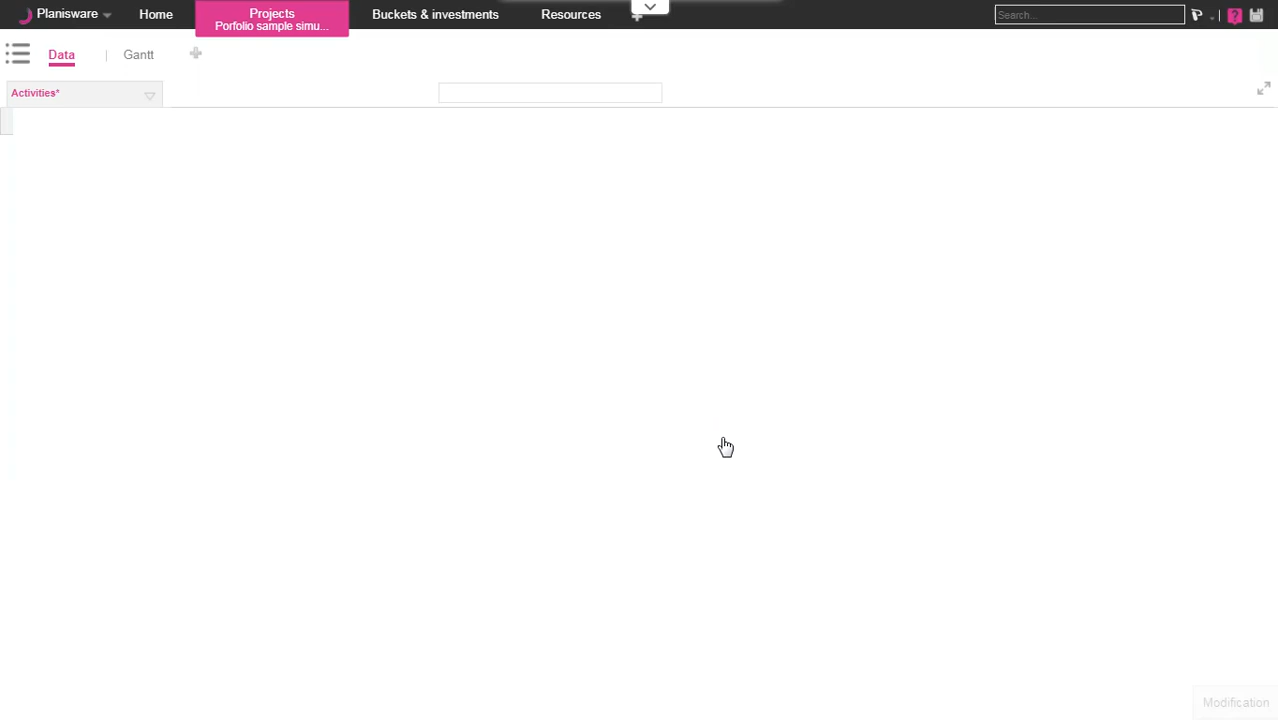 Planisware
Home
Projects
Porfolio sample simu...
Buckets & investments
Resources
Search...
Data
Gantt
Activities*
Modification